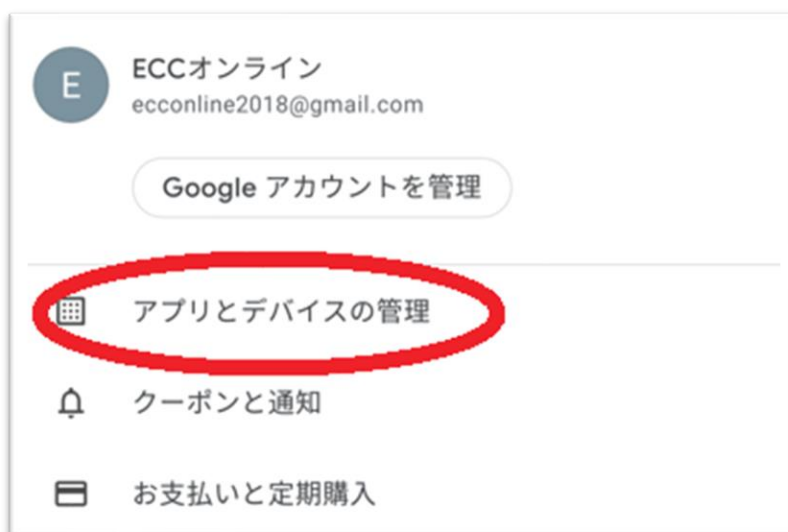 E
ECCオンライン
ecconline2018@gmail.com
Google アカウントを管理
アプリとデバイスの管理
クーポンと通知
お支払いと定期購入